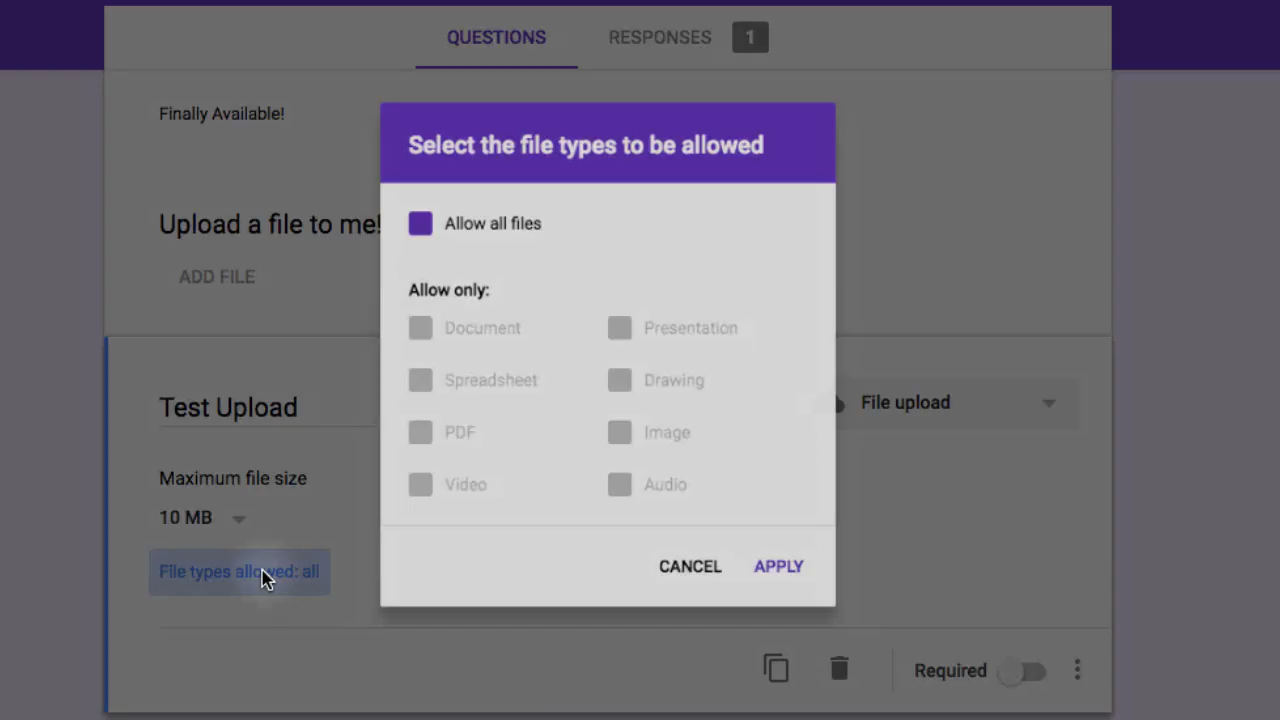 QUESTIONS
RESPONSES 1
Finally Available!
Upload a file to me!
ADD FILE
Select the file types to be allowed
Allow all files
Allow only:
Document
Presentation
Spreadsheet
Drawing
PDF
Image
Video
Audio
CANCEL
APPLY
Test Upload
File upload
Maximum file size
10 MB
File types allowed: all
Required